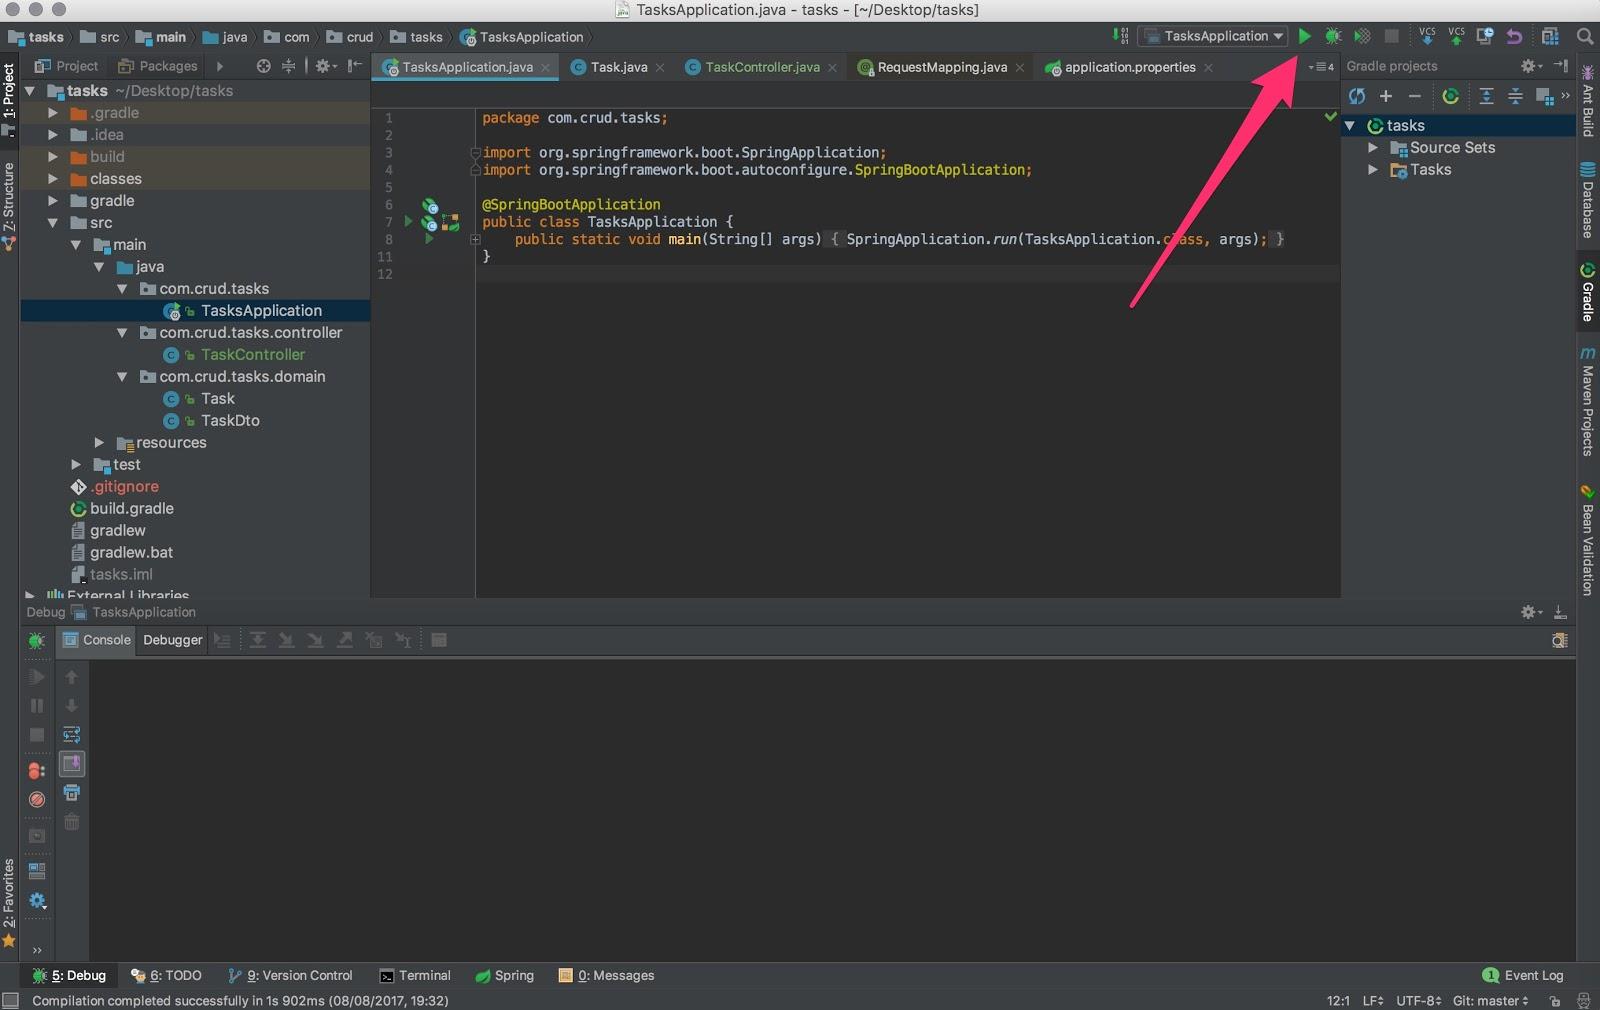 TasksApplication.java - tasks - [~/Desktop/tasks]
tasks src main java com crud tasks TasksApplication
TasksApplication
VCS VCS
1: Project
Z: Structure
2: Favorites
Project Packages
TasksApplication.java Task.java TaskController.java RequestMapping.java application.properties
4
Gradle projects
tasks ~/Desktop/tasks
.gradle
.idea
build
classes
gradle
src
main
java
com.crud.tasks
TasksApplication
com.crud.tasks.controller
TaskController
com.crud.tasks.domain
Task
TaskDto
resources
test
.gitignore
build.gradle
gradlew
gradlew.bat
tasks.iml
External Libraries
1 package com.crud.tasks;
2
3 import org.springframework.boot.SpringApplication;
4 import org.springframework.boot.autoconfigure.SpringBootApplication;
5
6 @SpringBootApplication
7 public class TasksApplication {
8 public static void main(String[] args) { SpringApplication.run(TasksApplication.class, args); }
11 }
12
tasks
Source Sets
Tasks
Ant Build
Database
Gradle
Maven Projects
Bean Validation
Debug TasksApplication
Console Debugger
5: Debug 6: TODO 9: Version Control Terminal Spring 0: Messages 1 Event Log
Compilation completed successfully in 1s 902ms (08/08/2017, 19:32) 12:1 LF UTF-8 Git: master